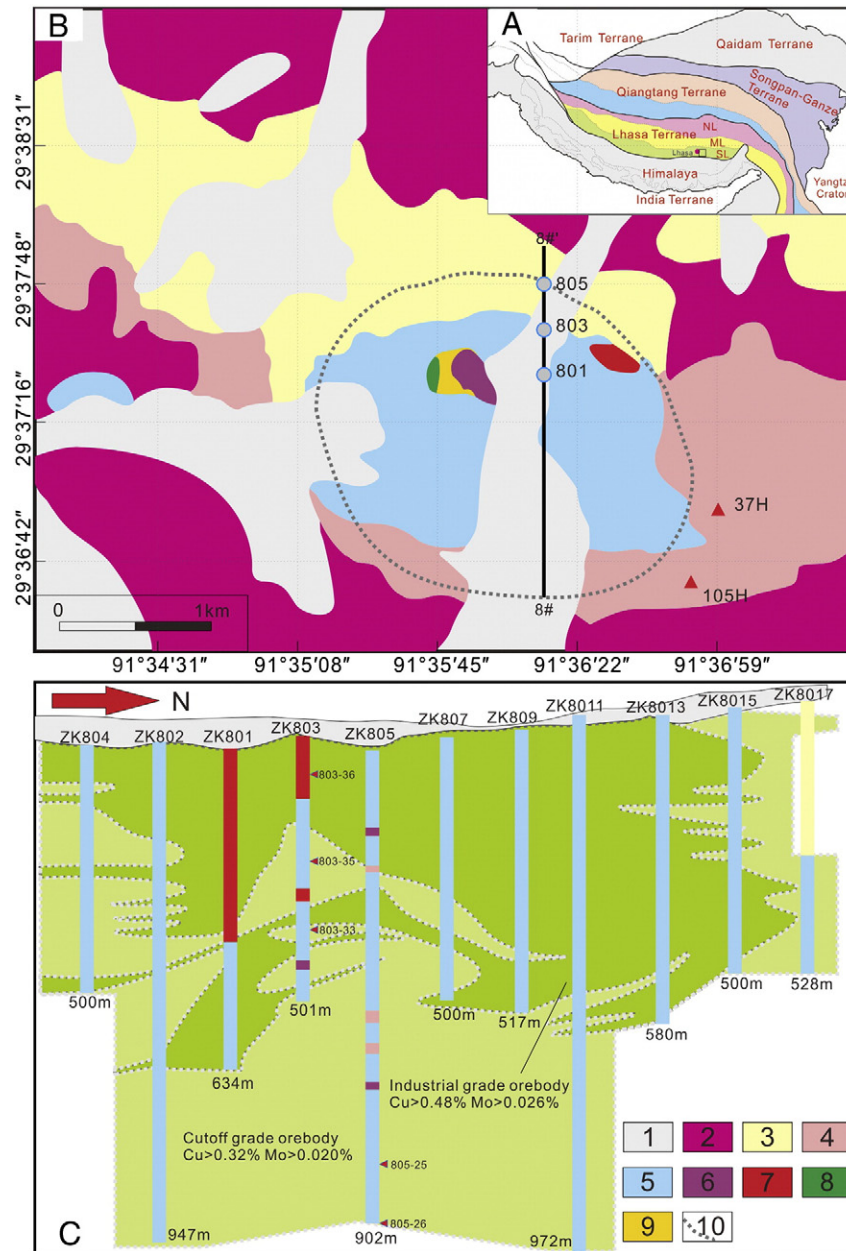 B
A
Tarim Terrane
Qaidam Terrane
Songpan-Ganze
Terrane
Qiangtang Terrane
NL
Lhasa Terrane
ML
Lhasa
SL
Himalaya
India Terrane
Yangtz
Craton
29°38′31″
29°37′48″
29°37′16″
29°36′42″
8#′
805
803
801
37H
105H
8#
0
1km
91°34′31″
91°35′08″
91°35′45″
91°36′22″
91°36′59″
N
ZK804
ZK802
ZK801
ZK803
ZK805
ZK807
ZK809
ZK8011
ZK8013
ZK8015
ZK8017
803-36
803-35
803-33
500m
501m
500m
517m
580m
500m
528m
634m
Industrial grade orebody
Cu>0.48% Mo>0.026%
Cutoff grade orebody
Cu>0.32% Mo>0.020%
805-25
805-26
947m
902m
972m
C
1
2
3
4
5
6
7
8
9
10